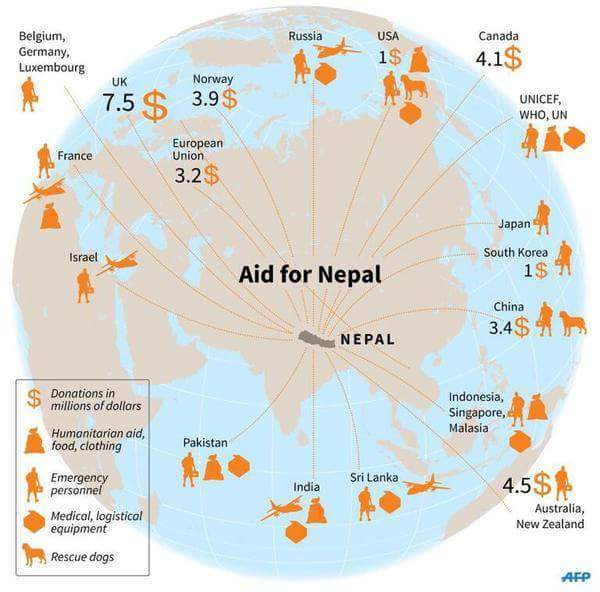 Belgium,
Germany,
Luxembourg
UK
7.5 $
Norway
3.9 $
Russia
USA
1 $
Canada
4.1 $
UNICEF,
WHO, UN
France
European
Union
3.2 $
Israel
Aid for Nepal
Japan
South Korea
1 $
China
3.4 $
NEPAL
Indonesia,
Singapore,
Malasia
4.5 $
Australia,
New Zealand
Pakistan
India
Sri Lanka
$ Donations in
millions of dollars
Humanitarian aid,
food, clothing
Emergency
personnel
Medical, logistical
equipment
Rescue dogs
AFP